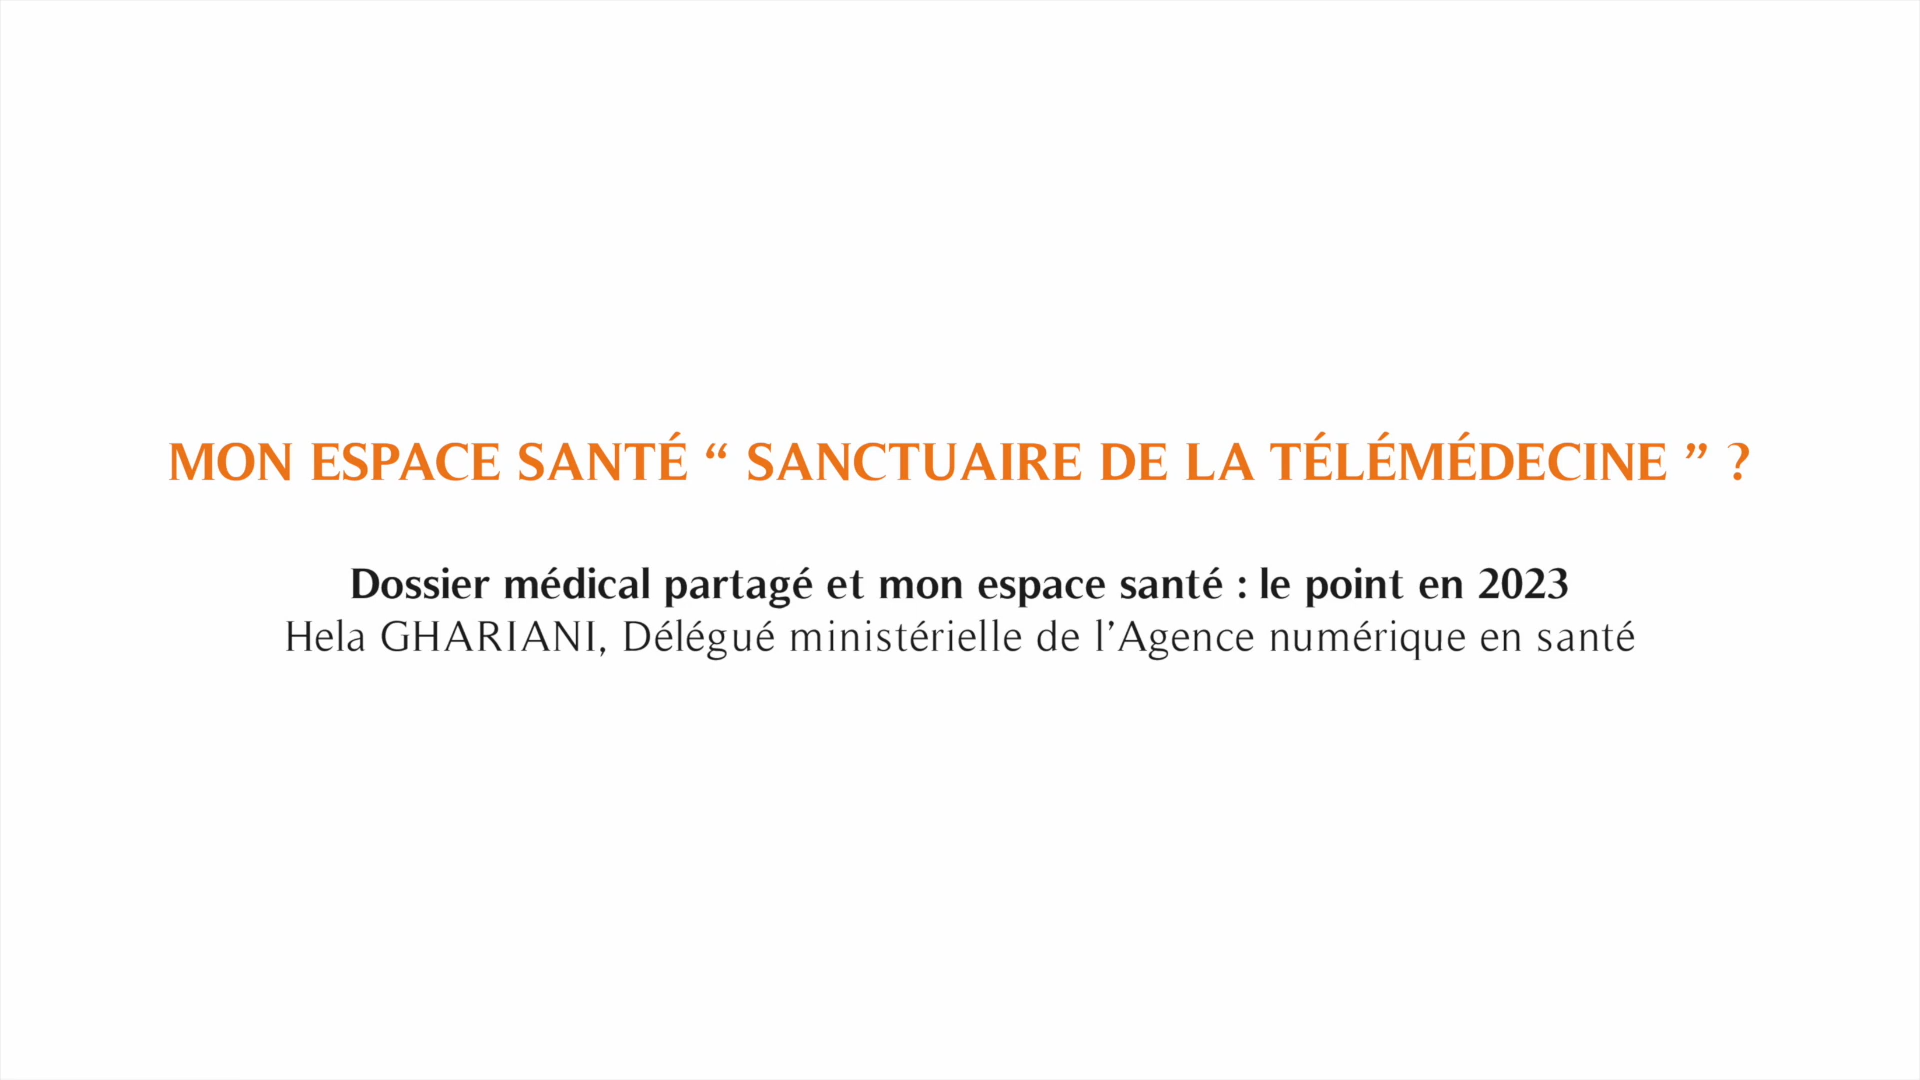 MON ESPACE SANTÉ “ SANCTUAIRE DE LA TÉLÉMÉDECINE ” ?
Dossier médical partagé et mon espace santé : le point en 2023
Hela GHARIANI, Délégué ministérielle de l’Agence numérique en santé